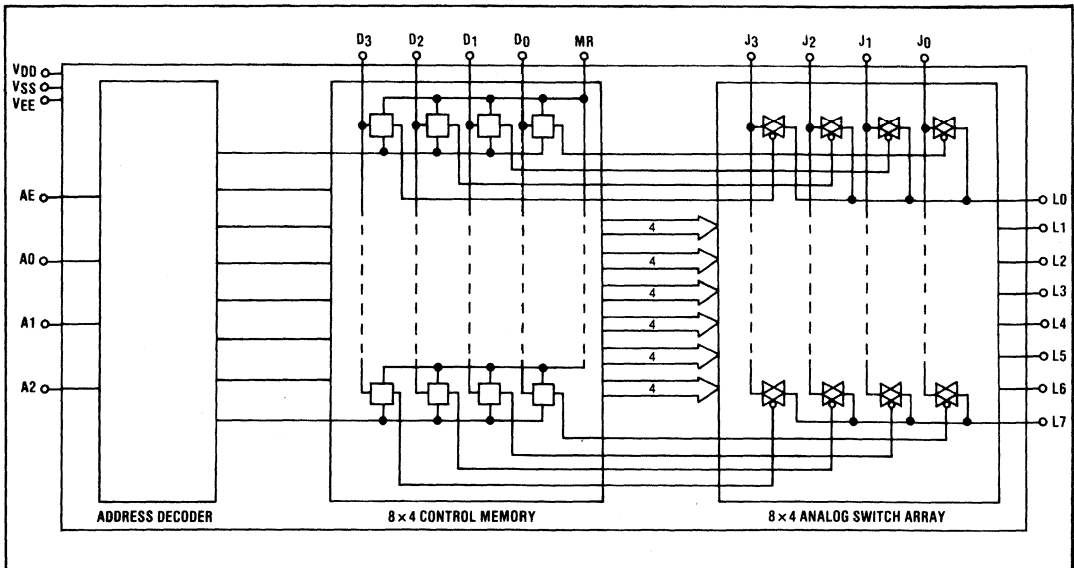 D3 D2 D1 D0 MR J3 J2 J1 J0
VDD
VSS
VEE
AE
A0
A1
A2
4
4
4
4
4
4
L0
L1
L2
L3
L4
L5
L6
L7
ADDRESS DECODER
8 × 4 CONTROL MEMORY
8 × 4 ANALOG SWITCH ARRAY